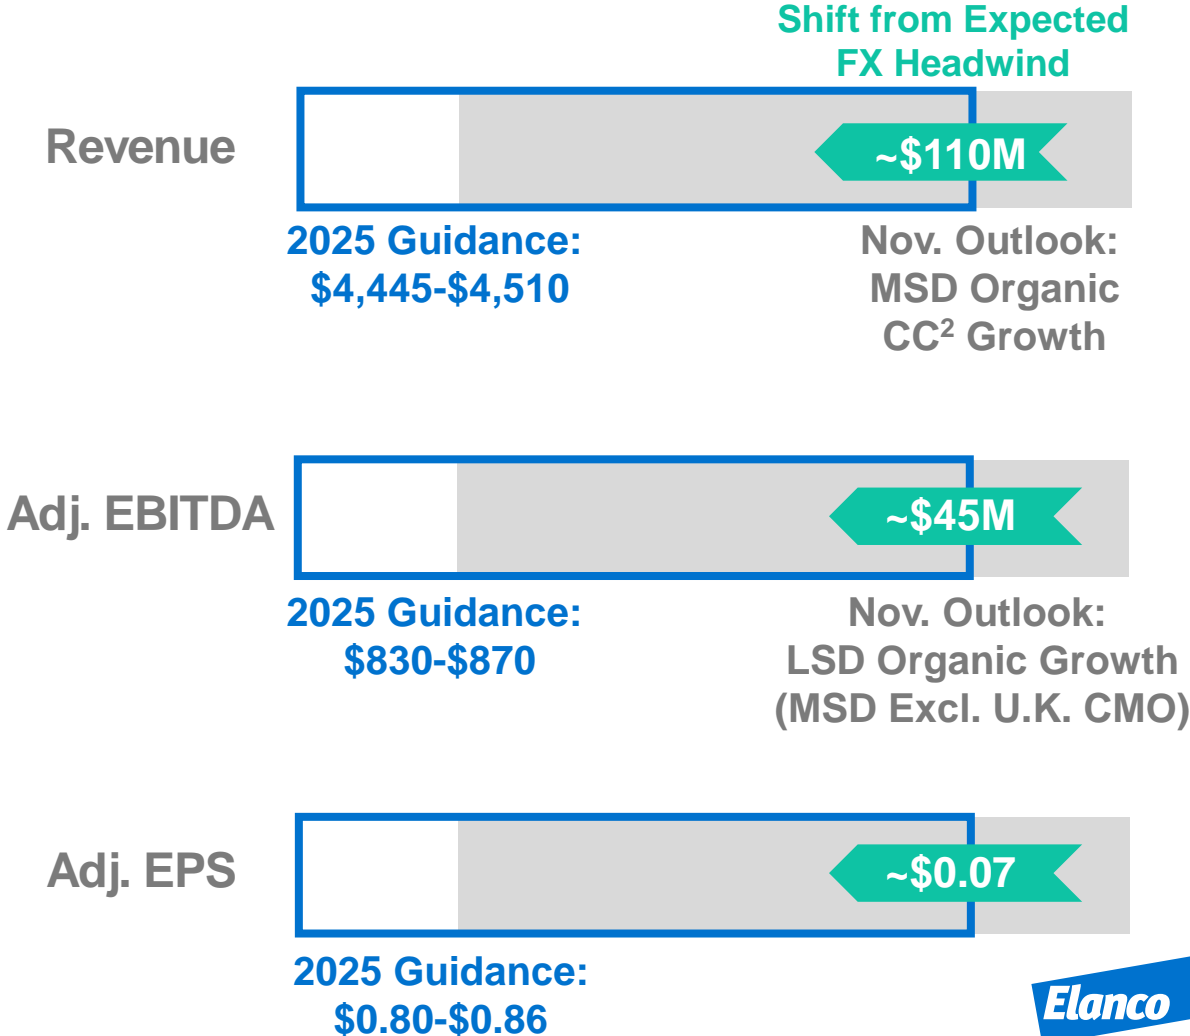 Shift from Expected
FX Headwind
Revenue
~$110M
2025 Guidance:
$4,445-$4,510
Nov. Outlook:
MSD Organic
CC² Growth
Adj. EBITDA
~$45M
2025 Guidance:
$830-$870
Nov. Outlook:
LSD Organic Growth
(MSD Excl. U.K. CMO)
Adj. EPS
~$0.07
2025 Guidance:
$0.80-$0.86
Elanco